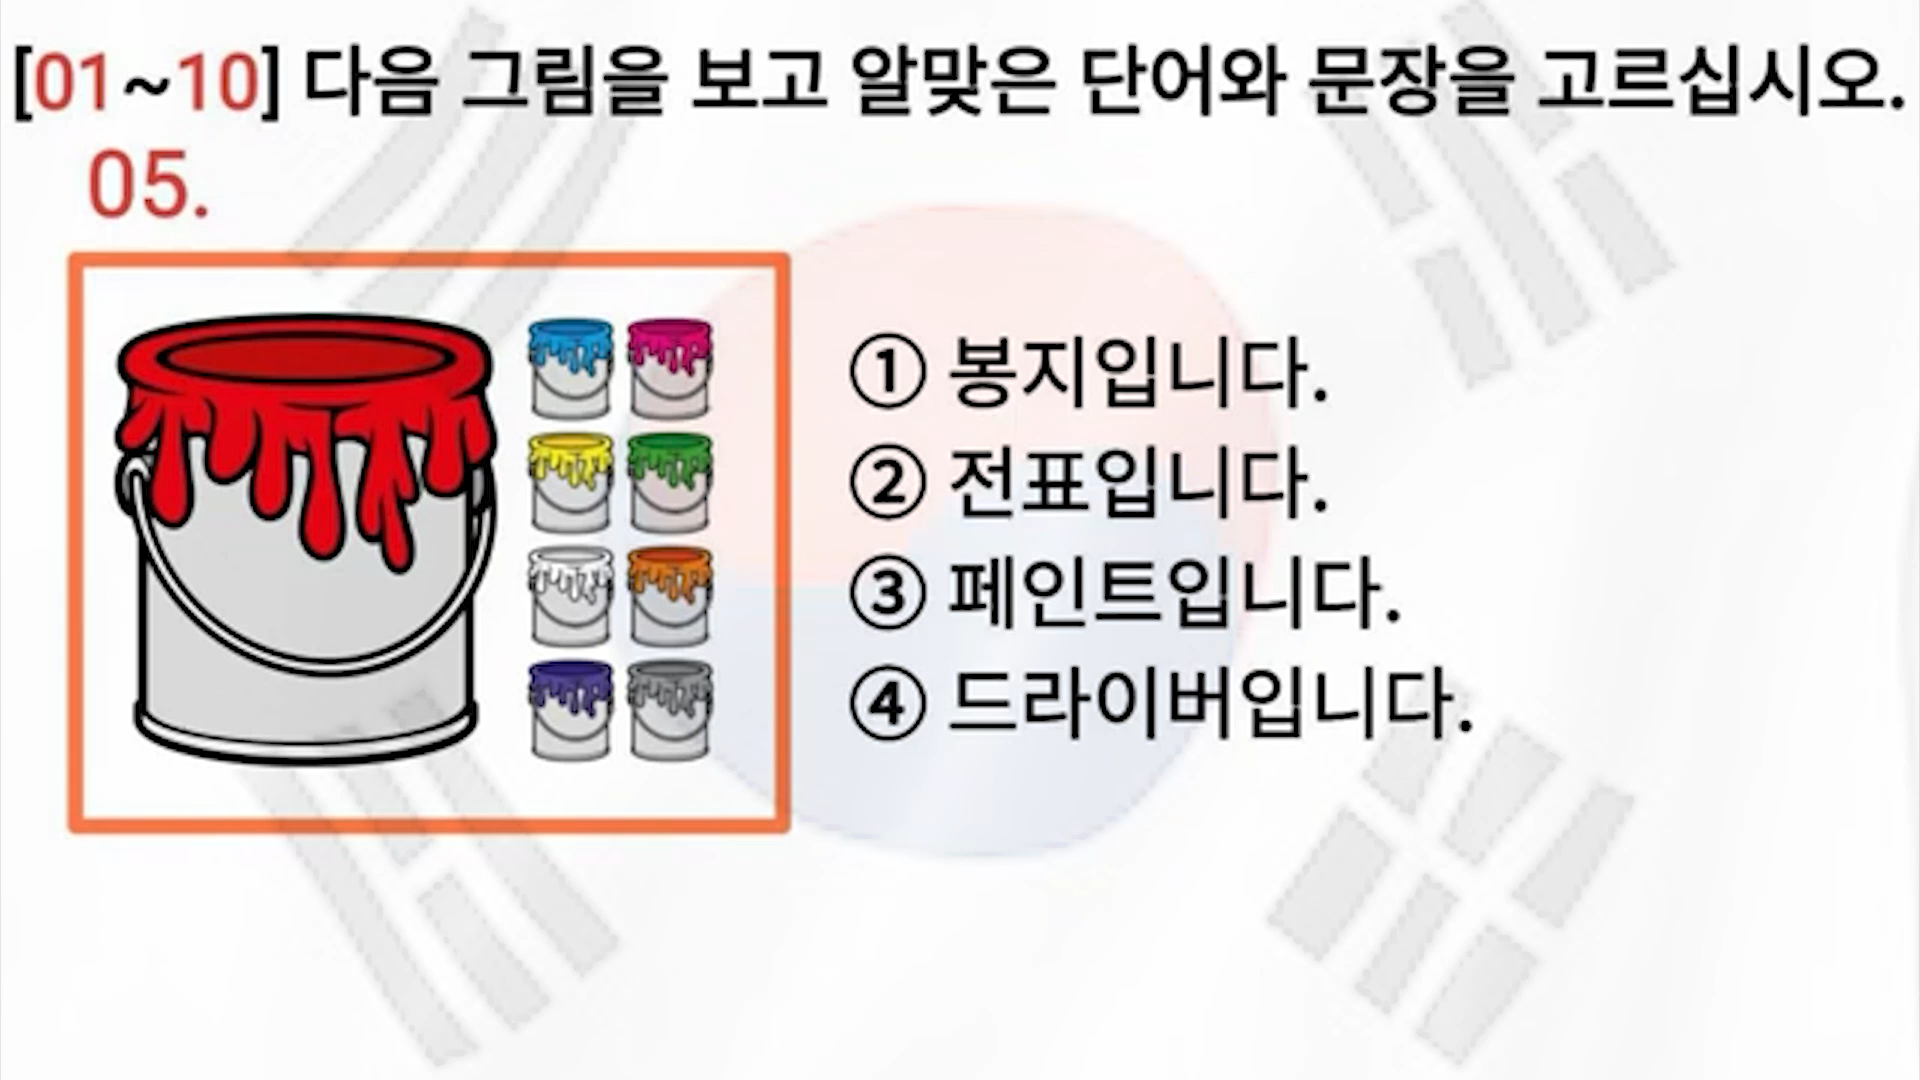 [01~10] 다음 그림을 보고 알맞은 단어와 문장을 고르십시오.
05.
① 봉지입니다.
② 전표입니다.
③ 페인트입니다.
④ 드라이버입니다.